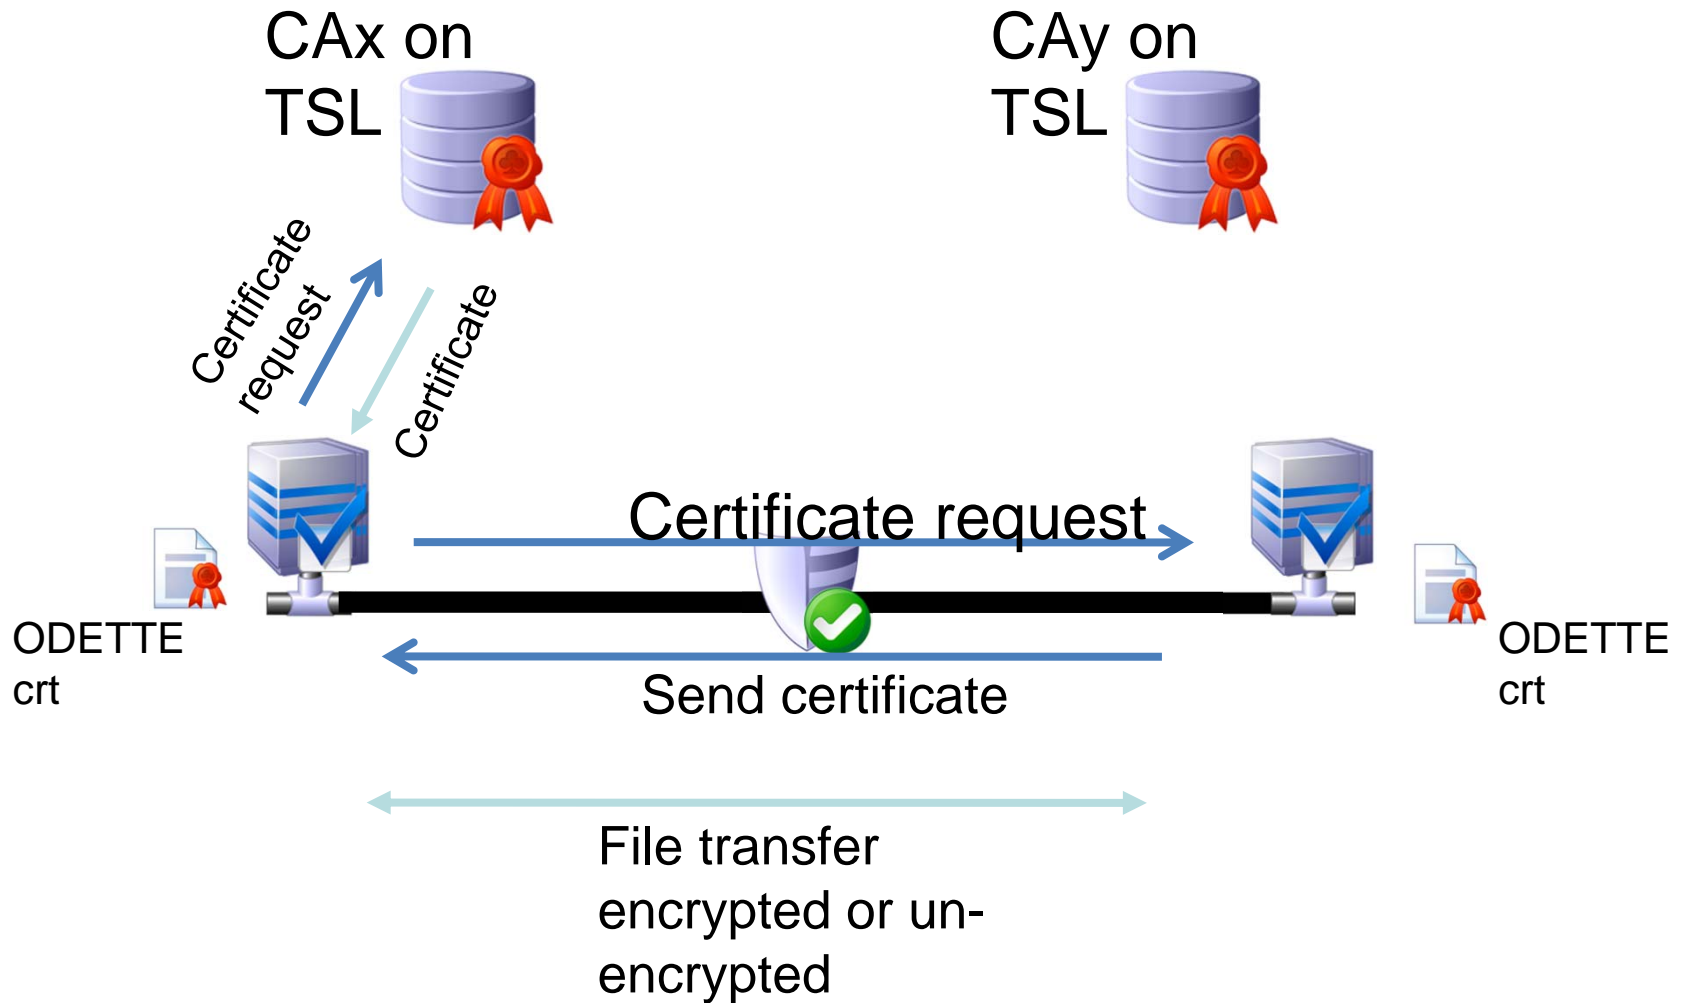 CAx on
TSL
CAy on
TSL
Certificate
request
Certificate
Certificate request
ODETTE
crt
ODETTE
crt
Send certificate
File transfer
encrypted or un-
encrypted